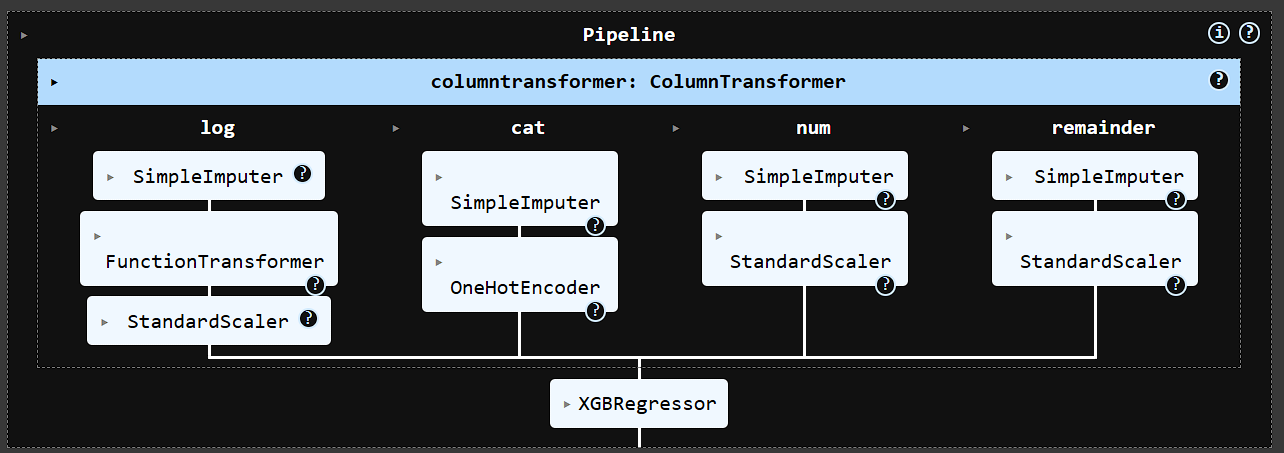 Pipeline
i ?
columntransformer: ColumnTransformer
?
log
cat
num
remainder
SimpleImputer ?
FunctionTransformer
?
StandardScaler ?
SimpleImputer
?
OneHotEncoder
?
SimpleImputer
?
StandardScaler
?
SimpleImputer
?
StandardScaler
?
XGBRegressor